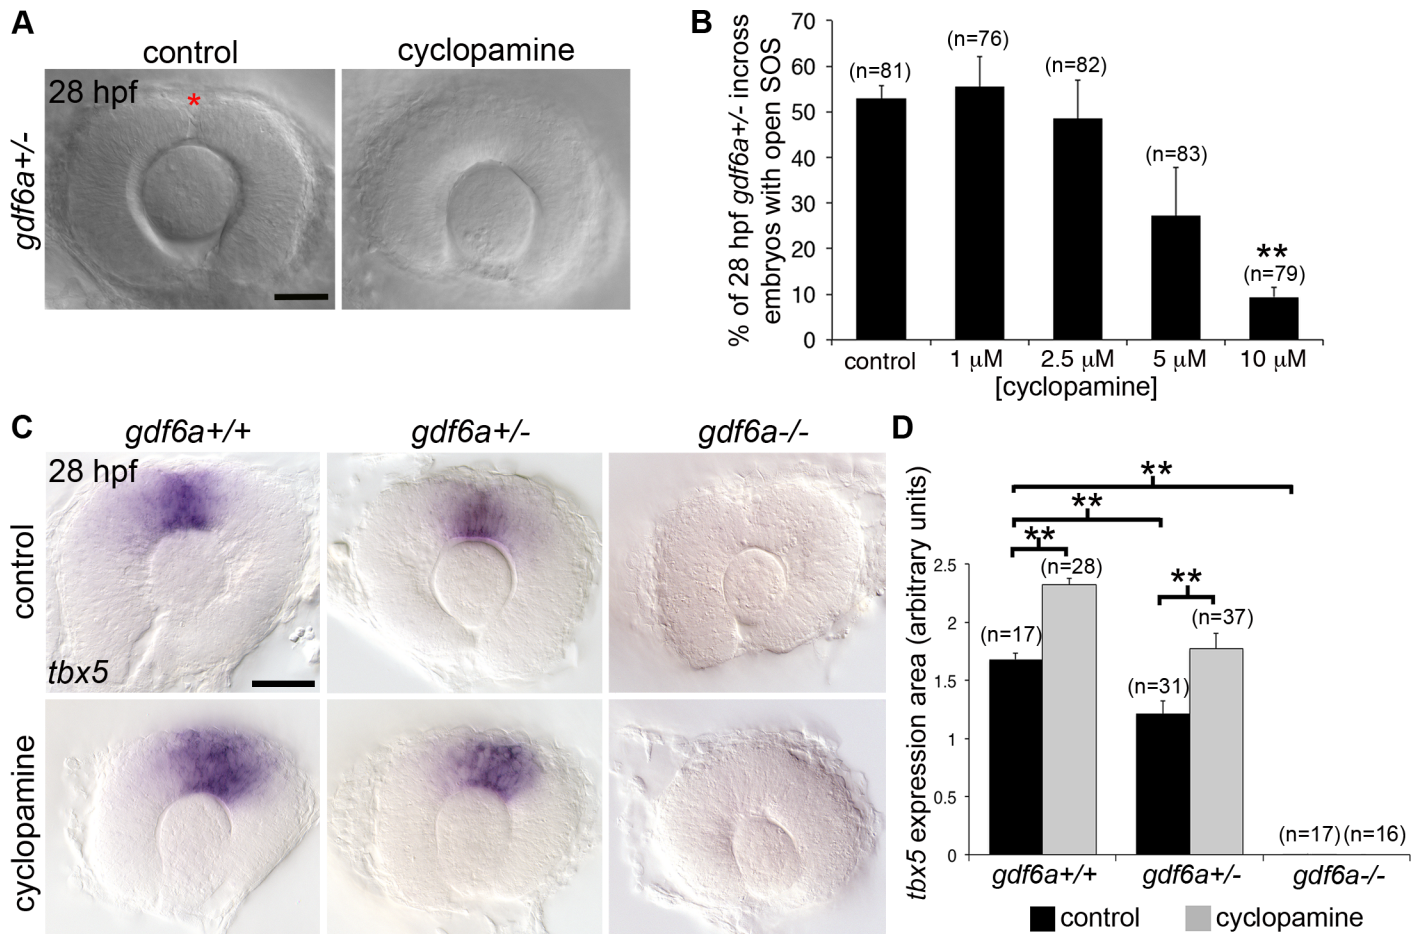 A
control
cyclopamine
28 hpf
*
gdf6a+/-
B
% of 28 hpf gdf6a+/- incross
embryos with open SOS
70
60
50
40
30
20
10
0
(n=81)
(n=76)
(n=82)
(n=83)
**
(n=79)
control
1 μM
2.5 μM
5 μM
10 μM
[cyclopamine]
C
gdf6a+/+
gdf6a+/-
gdf6a-/-
28 hpf
control
tbx5
cyclopamine
D
tbx5 expression area (arbitrary units)
**
**
**
**
2.5
2
1.5
1
0.5
0
(n=17)
(n=28)
(n=31)
(n=37)
(n=17)
(n=16)
gdf6a+/+
gdf6a+/-
gdf6a-/-
control
cyclopamine